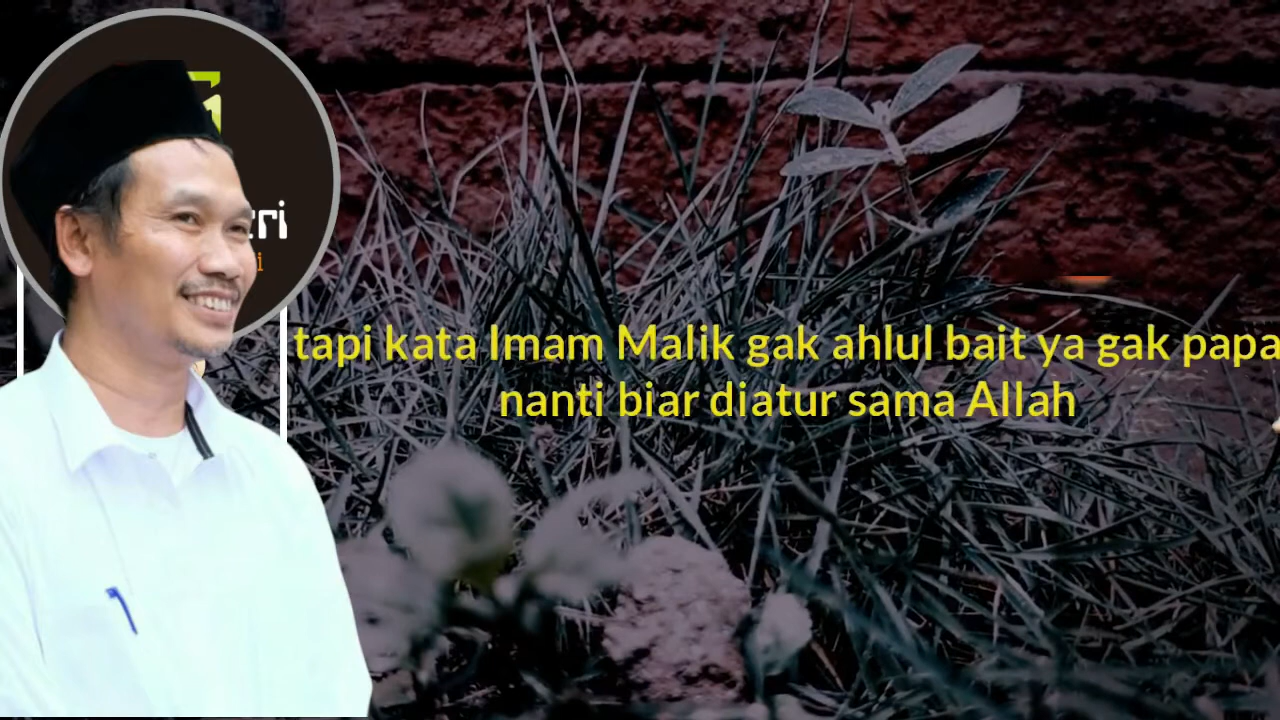 tapi kata Imam Malik gak ahlul bait ya gak papa
nanti biar diatur sama Allah